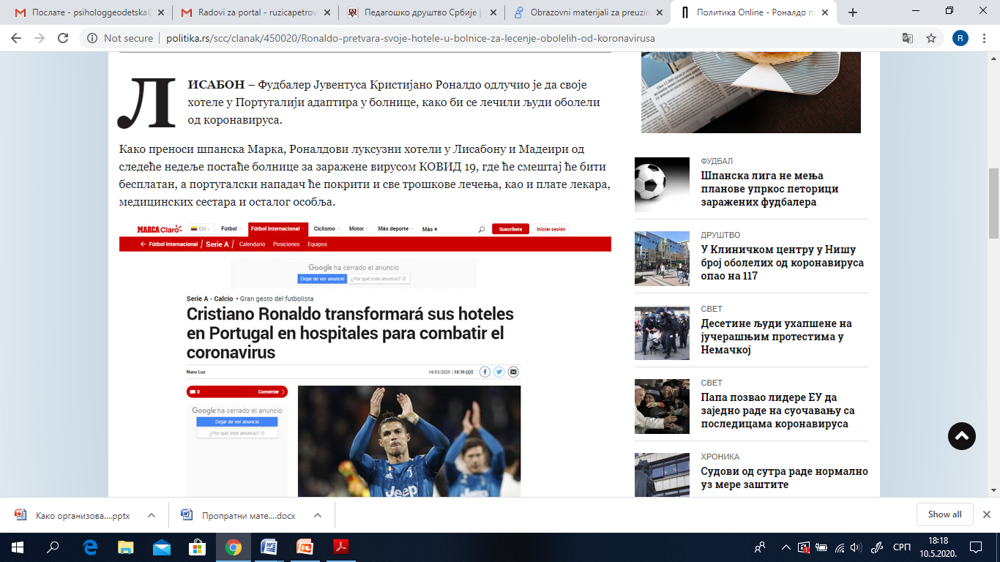 Послате - psihologgeodetska
Radovi za portal - ruzicapetrov
Педагошко друштво Србије |
Obrazovni materijali za preuzin
Политика Online - Роналдо п
Not secure | politika.rs/scc/clanak/450020/Ronaldo-pretvara-svoje-hotele-u-bolnice-za-lecenje-obolelih-od-koronavirusa
R
ЛИСАБОН – Фудбалер Јувентуса Кристијано Роналдо одлучио је да своје
хотеле у Португалији адаптира у болнице, како би се лечили људи оболели
од коронавируса.
Како преноси шпанска Марка, Роналдови луксузни хотели у Лисабону и Мадеири од
следеће недеље постаће болнице за заражене вирусом КОВИД 19, где ће смештај ће бити
бесплатан, а португалски нападач ће покрити и све трошкове лечења, као и плате лекара,
медицинских сестара и осталог особља.
MARCA Claro CO Fútbol Fútbol Internacional Ciclismo Motor Más deporte Más + Suscríbete Iniciar sesión
Fútbol Internacional / Serie A / Calendario Posiciones Equipos
Google ha cerrado el anuncio
Dejar de ver anuncio ¿Por qué este anuncio?
Serie A - Calcio • Gran gesto del futbolista
Cristiano Ronaldo transformará sus hoteles
en Portugal en hospitales para combatir el
coronavirus
Nuno Luz 14/03/2020 | 18:39 COT
0 Comentar
Google ha cerrado el anuncio
Dejar de ver anuncio
¿Por qué este anuncio?
Jeep
Jeep
ФУДБАЛ
Шпанска лига не мења
планове упркос петорици
заражених фудбалера
ДРУШТВО
У Клиничком центру у Нишу
број оболелих од коронавируса
опао на 117
СВЕТ
Десетине људи ухапшене на
јучерашњим протестима у
Немачкој
СВЕТ
Папа позвао лидере ЕУ да
заједно раде на суочавању са
последицама коронавируса
ХРОНИКА
Судови од сутра раде нормално
уз мере заштите
Како организова....pptx
Пропратни мате....docx
Show all
СРП
18:18
10.5.2020.